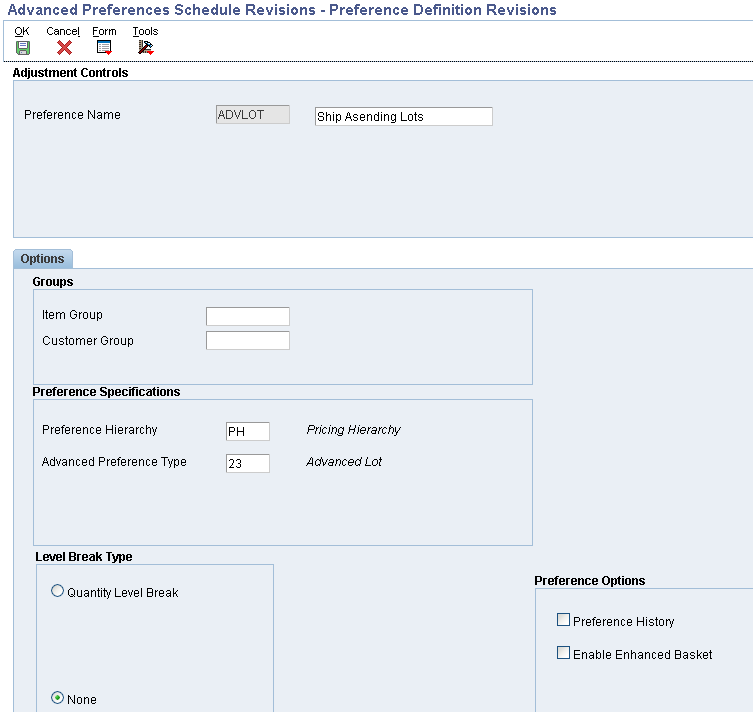 Advanced Preferences Schedule Revisions - Preference Definition Revisions
OK Cancel Form Tools
Adjustment Controls
Preference Name ADVLOT Ship Asending Lots
Options
Groups
Item Group
Customer Group
Preference Specifications
Preference Hierarchy PH Pricing Hierarchy
Advanced Preference Type 23 Advanced Lot
Level Break Type
Quantity Level Break
None
Preference Options
Preference History
Enable Enhanced Basket